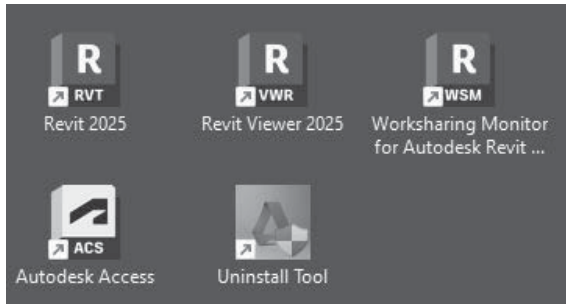 R
RVT
Revit 2025
R
VWR
Revit Viewer 2025
R
WSM
Worksharing Monitor
for Autodesk Revit ...
ACS
Autodesk Access
Uninstall Tool